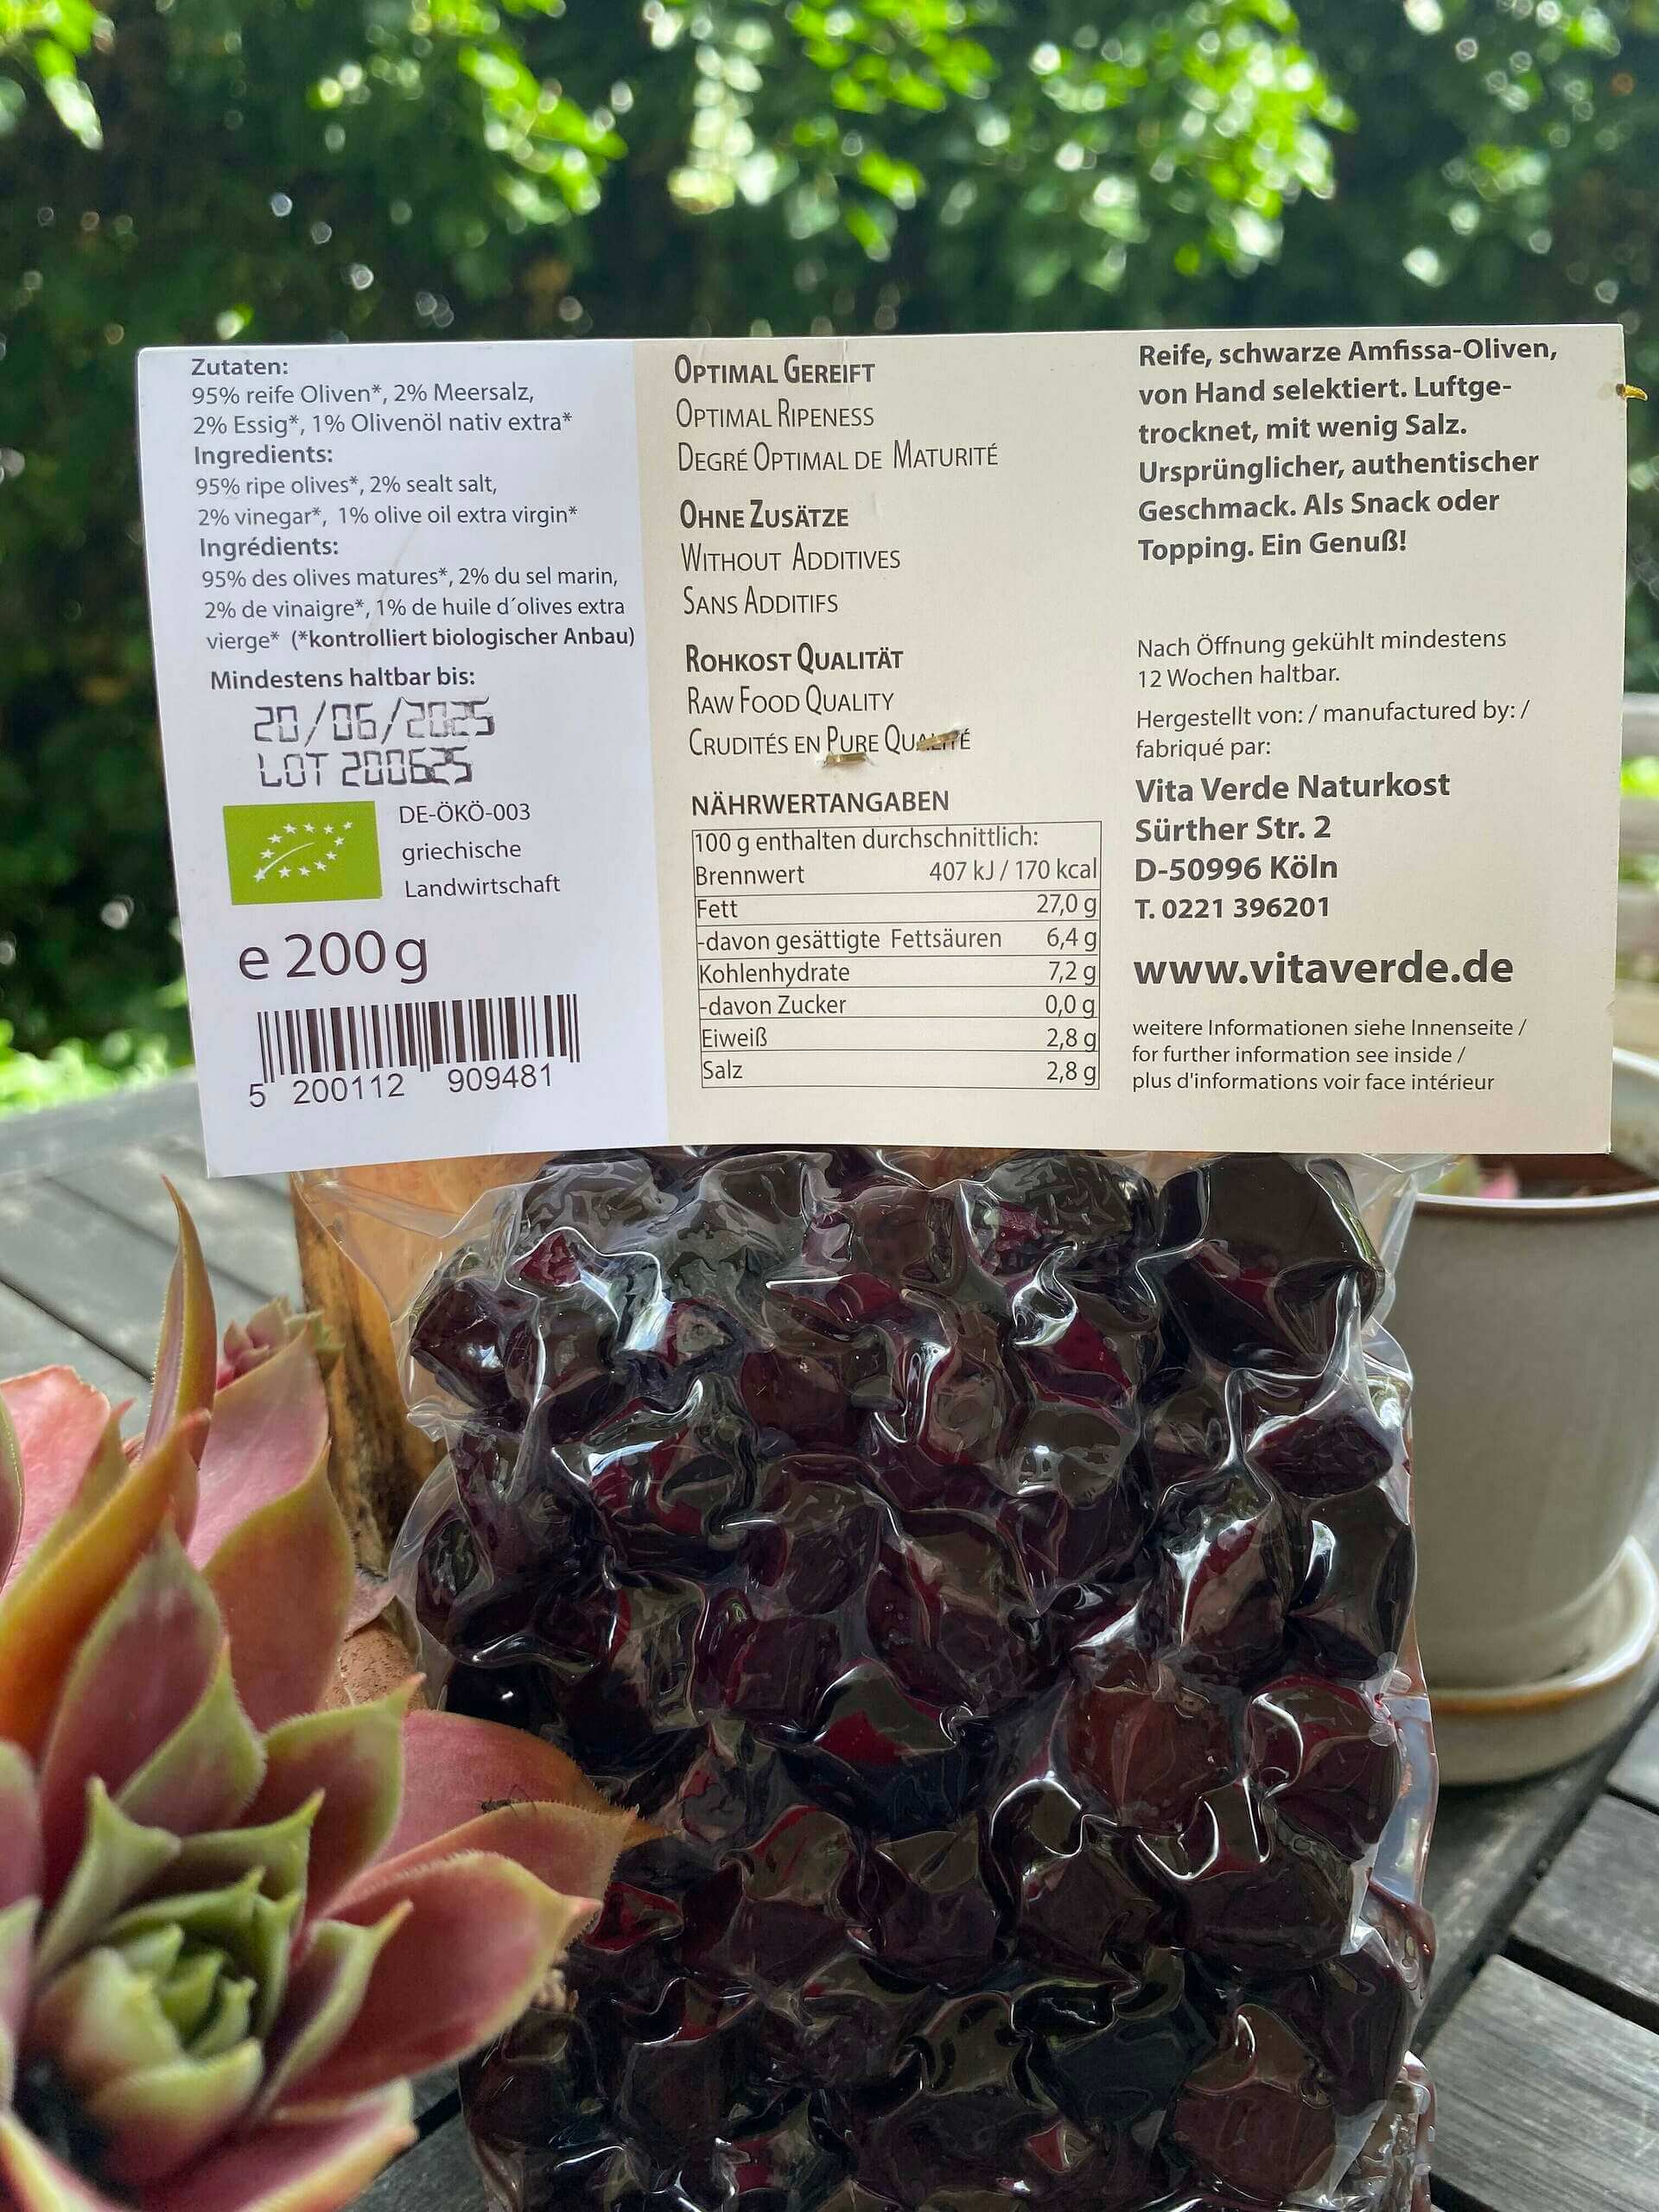 Zutaten:
95% reife Oliven*, 2% Meersalz,
2% Essig*, 1% Olivenöl nativ extra*
Ingredients:
95% ripe olives*, 2% sealt salt,
2% vinegar*, 1% olive oil extra virgin*
Ingrédients:
95% des olives matures*, 2% du sel marin,
2% de vinaigre*, 1% de huile d´olives extra
vierge* (*kontrolliert biologischer Anbau)
Mindestens haltbar bis:
20/06/2025
LOT 200625
DE-ÖKO-003
griechische
Landwirtschaft
e 200g
5 200112 909481
OPTIMAL GEREIFT
OPTIMAL RIPENESS
DEGRÉ OPTIMAL DE MATURITÉ
OHNE ZUSÄTZE
WITHOUT ADDITIVES
SANS ADDITIFS
ROHKOST QUALITÄT
RAW FOOD QUALITY
CRUDITÉS EN PURE QUALITÉ
NÄHRWERTANGABEN
100 g enthalten durchschnittlich:
Brennwert 407 kJ / 170 kcal
Fett 27,0 g
-davon gesättigte Fettsäuren 6,4 g
Kohlenhydrate 7,2 g
-davon Zucker 0,0 g
Eiweiß 2,8 g
Salz 2,8 g
Reife, schwarze Amfissa-Oliven,
von Hand selektiert. Luftge-
trocknet, mit wenig Salz.
Ursprünglicher, authentischer
Geschmack. Als Snack oder
Topping. Ein Genuß!
Nach Öffnung gekühlt mindestens
12 Wochen haltbar.
Hergestellt von: / manufactured by: /
fabriqué par:
Vita Verde Naturkost
Sürther Str. 2
D-50996 Köln
T. 0221 396201
www.vitaverde.de
weitere Informationen siehe Innenseite /
for further information see inside /
plus d'informations voir face intérieur